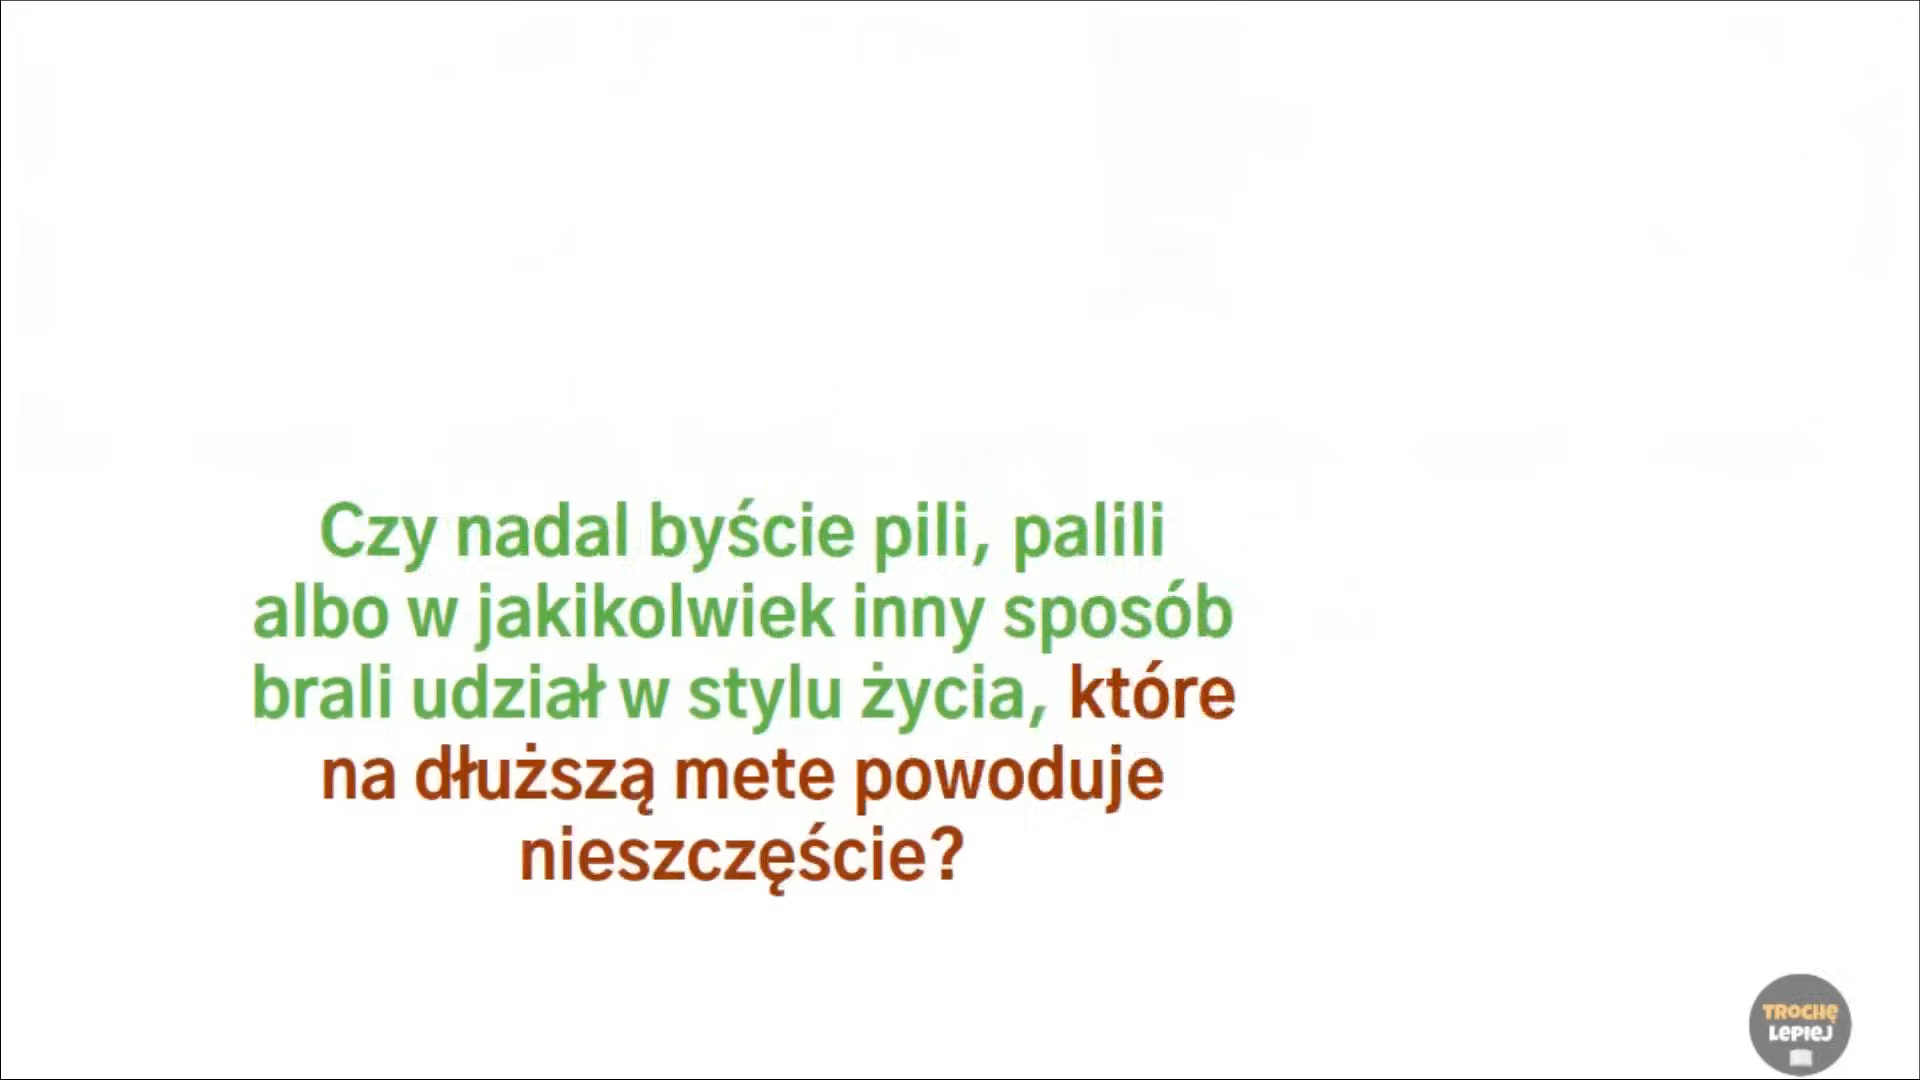 Czy nadal byście pili, palili
albo w jakikolwiek inny sposób
brali udział w stylu życia, które
na dłuższą mete powoduje
nieszczęście?
TROCHĘ
LEPIEJ